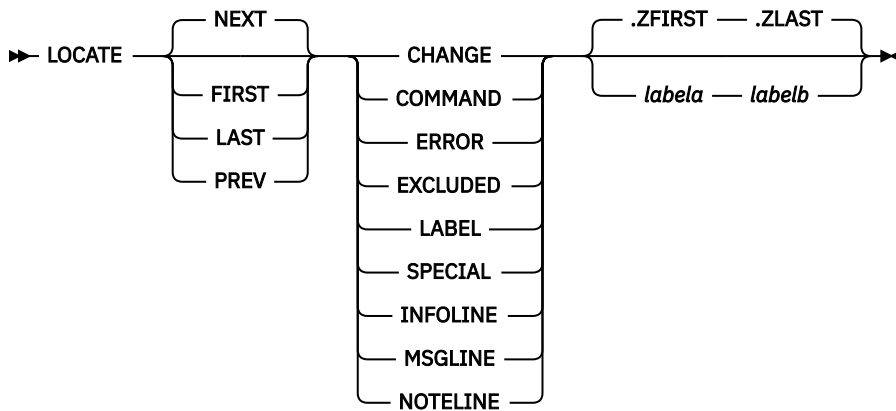 NEXT .ZFIRST .ZLAST
LOCATE CHANGE
FIRST COMMAND labela labelb
LAST ERROR
PREV EXCLUDED
LABEL
SPECIAL
INFOLINE
MSGLINE
NOTELINE